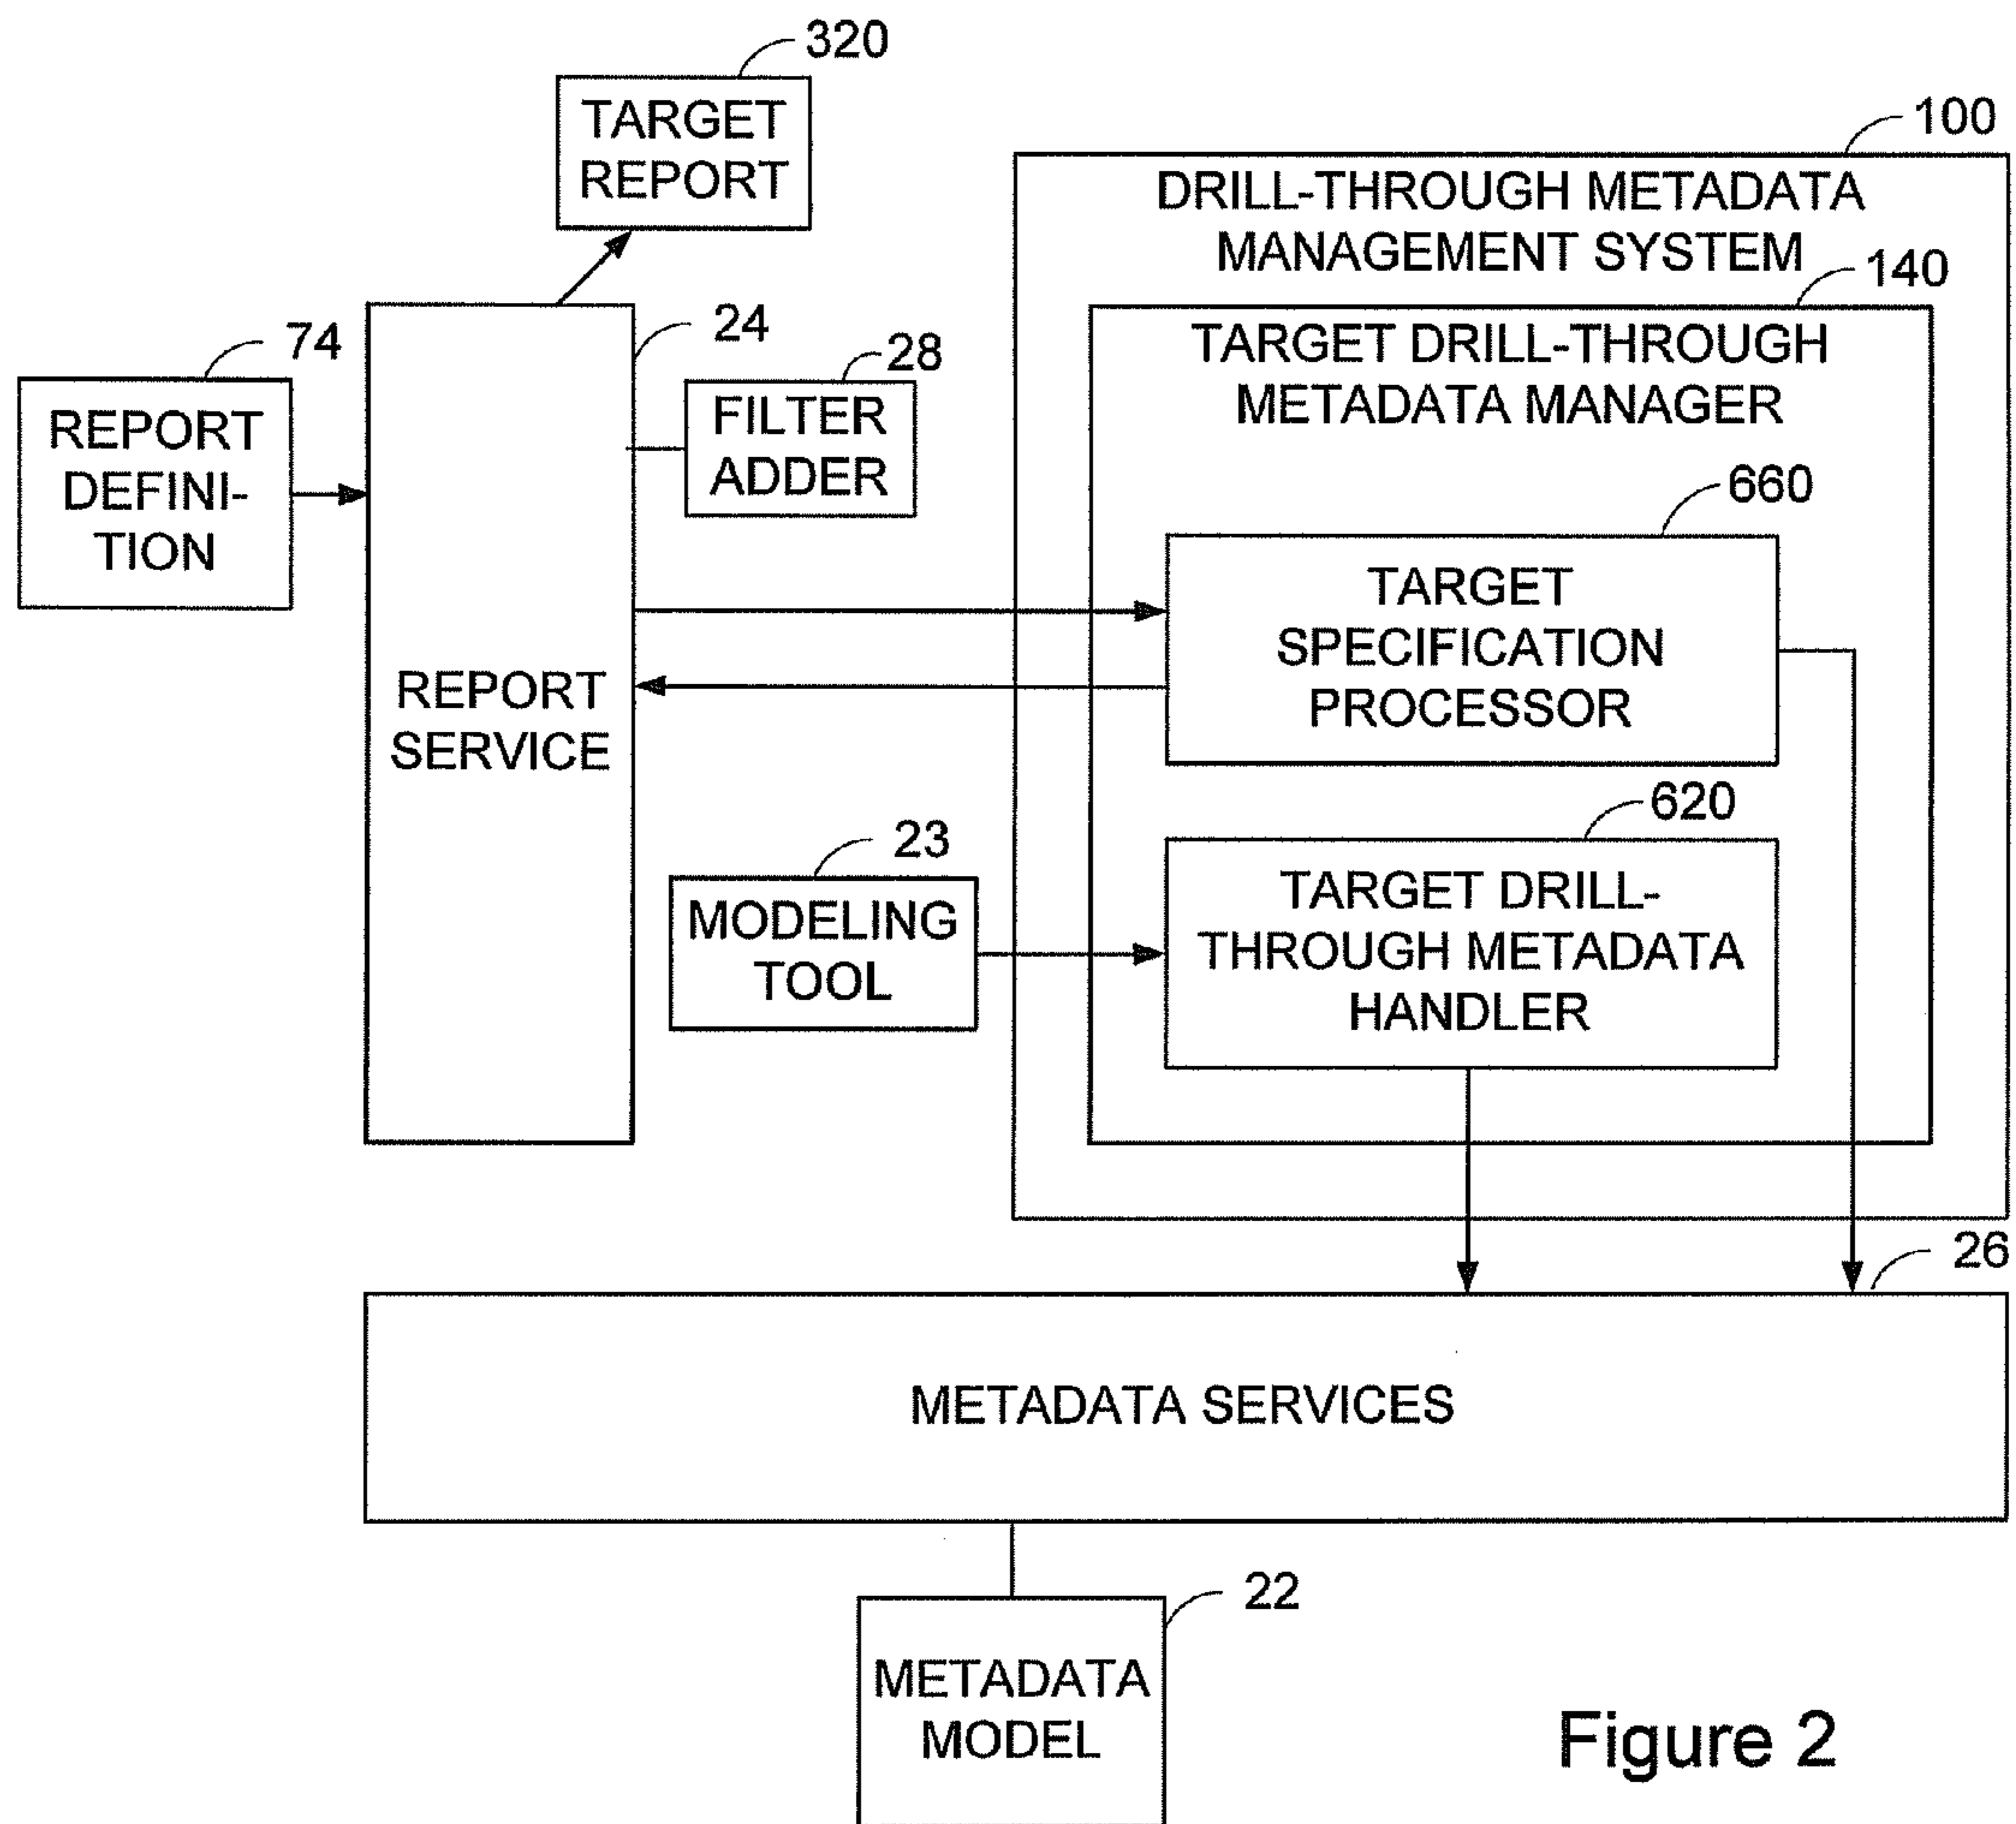 320
TARGET
REPORT
100
DRILL-THROUGH METADATA
MANAGEMENT SYSTEM
140
TARGET DRILL-THROUGH
METADATA MANAGER
74
REPORT
DEFINI-
TION
24
REPORT
SERVICE
28
FILTER
ADDER
660
TARGET
SPECIFICATION
PROCESSOR
620
TARGET DRILL-
THROUGH METADATA
HANDLER
23
MODELING
TOOL
26
METADATA SERVICES
22
METADATA
MODEL
Figure 2